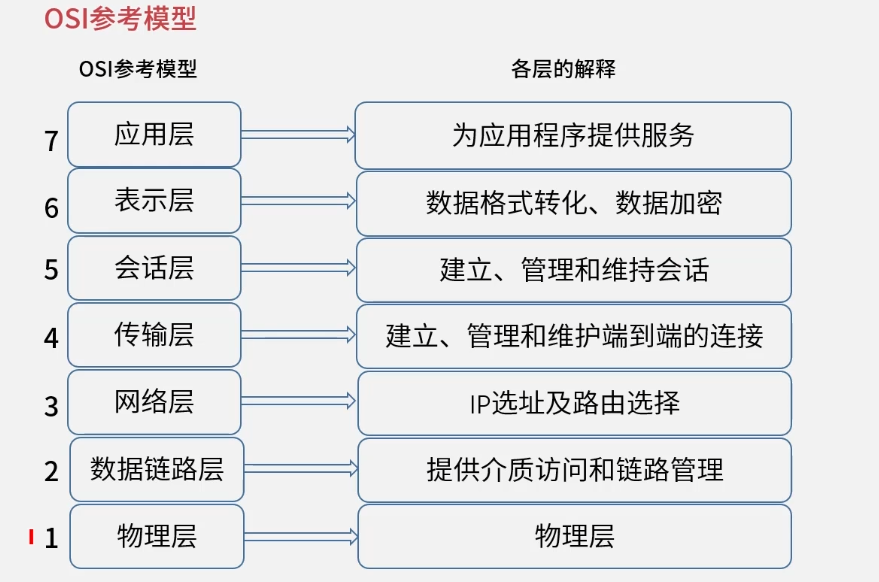 OSI参考模型
OSI参考模型 各层的解释
7 应用层 为应用程序提供服务
6 表示层 数据格式转化、数据加密
5 会话层 建立、管理和维持会话
4 传输层 建立、管理和维护端到端的连接
3 网络层 IP选址及路由选择
2 数据链路层 提供介质访问和链路管理
1 物理层 物理层